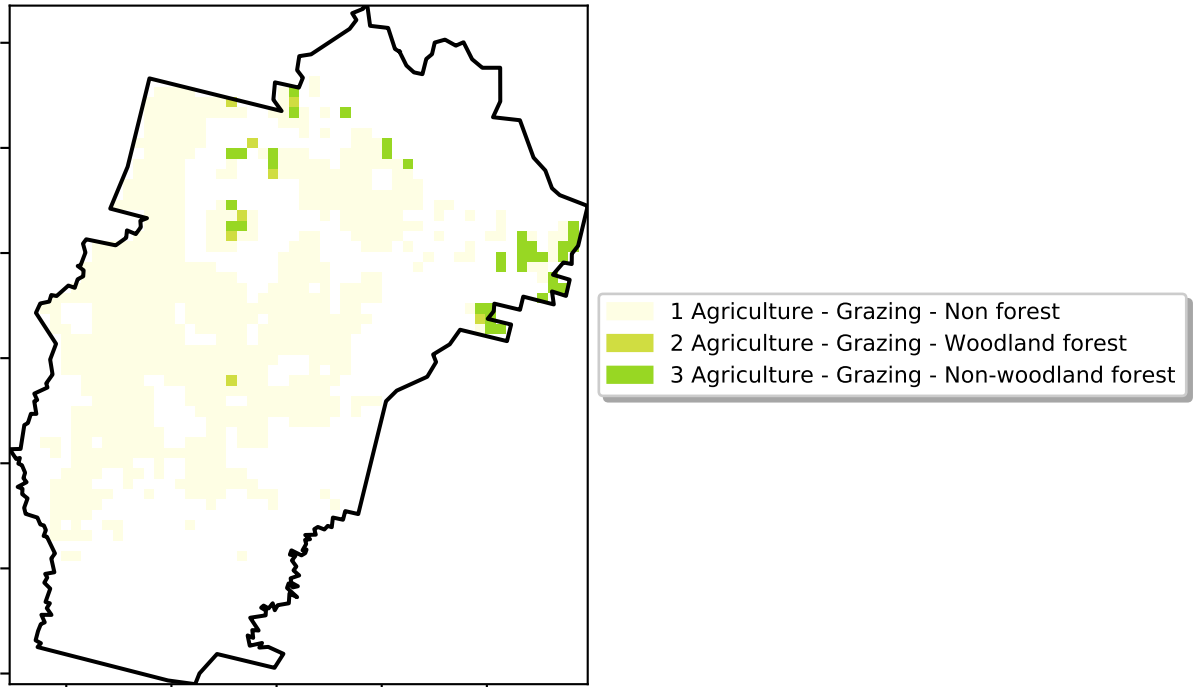 1 Agriculture - Grazing - Non forest
2 Agriculture - Grazing - Woodland forest
3 Agriculture - Grazing - Non-woodland forest